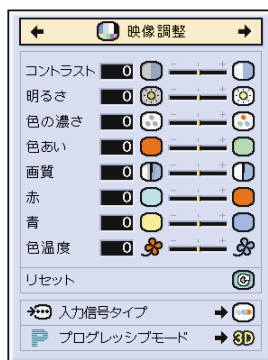 映像調整
コントラスト 0 - +
明るさ 0 - +
色の濃さ 0 - +
色あい 0 - +
画質 0 - +
赤 0 - +
青 0 - +
色温度 0 - +
リセット
入力信号タイプ
P プログレッシブモード 3D